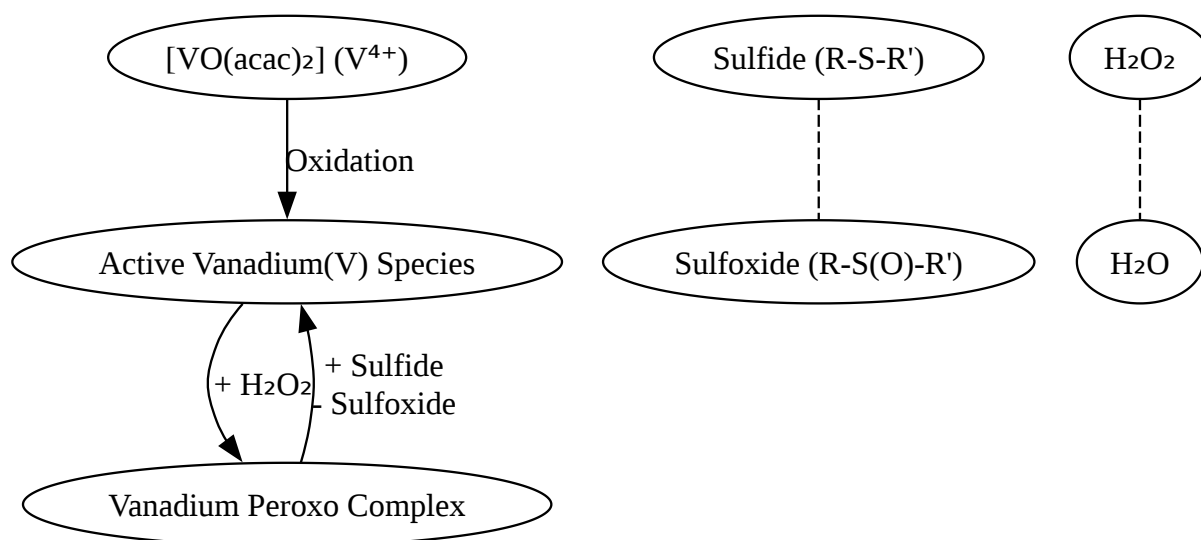 [VO(acac)₂] (V⁴⁺)
Sulfide (R-S-R')
H₂O₂
Oxidation
Active Vanadium(V) Species
Sulfoxide (R-S(O)-R')
H₂O
+ H₂O₂
+ Sulfide
- Sulfoxide
Vanadium Peroxo Complex